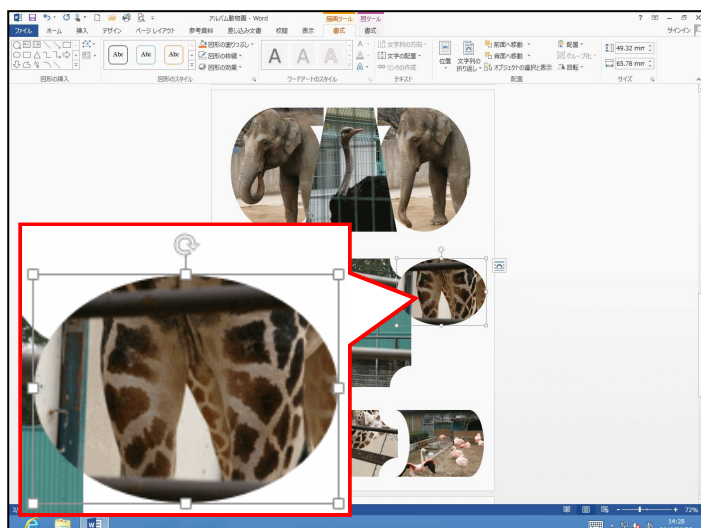 アルバム動物園 - Word
描画ツール 図ツール
サインイン
ファイル ホーム 挿入 デザイン ページ レイアウト 参考資料 差し込み文書 校閲 表示 書式 書式
Abc Abc Abc
図形の塗りつぶし
図形の枠線
図形の効果
A A A
文字列の方向
文字の配置
リンクの作成
位置 文字列の折り返し
前面へ移動
背面へ移動
オブジェクトの選択と表示
配置
グループ化
回転
49.32 mm
65.78 mm
図形の挿入 図形のスタイル ワードアートのスタイル テキスト 配置 サイズ
72%
14:28